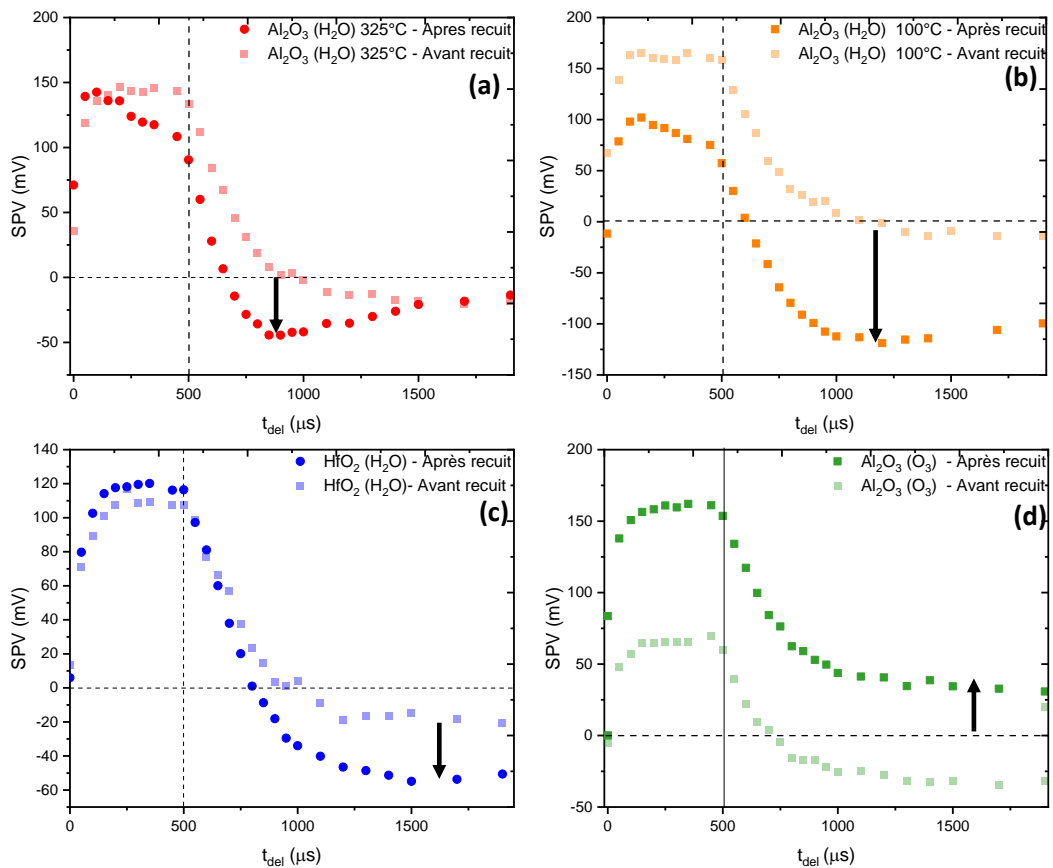 Al₂O₃ (H₂O) 325°C - Apres recuit
Al₂O₃ (H₂O) 325°C - Avant recuit
(a)
200
150
100
50
0
-50
SPV (mV)
0
500
1000
1500
t_del (μs)
Al₂O₃ (H₂O) 100°C - Après recuit
Al₂O₃ (H₂O) 100°C - Avant recuit
(b)
200
150
100
50
0
-50
-100
-150
SPV (mV)
0
500
1000
1500
t_del (μs)
HfO₂ (H₂O) - Après recuit
HfO₂ (H₂O)- Avant recuit
(c)
140
120
100
80
60
40
20
0
-20
-40
-60
SPV (mV)
0
500
1000
1500
t_del (μs)
Al₂O₃ (O₃) - Après recuit
Al₂O₃ (O₃) - Avant recuit
(d)
200
150
100
50
0
-50
SPV (mV)
0
500
1000
1500
t_del (μs)